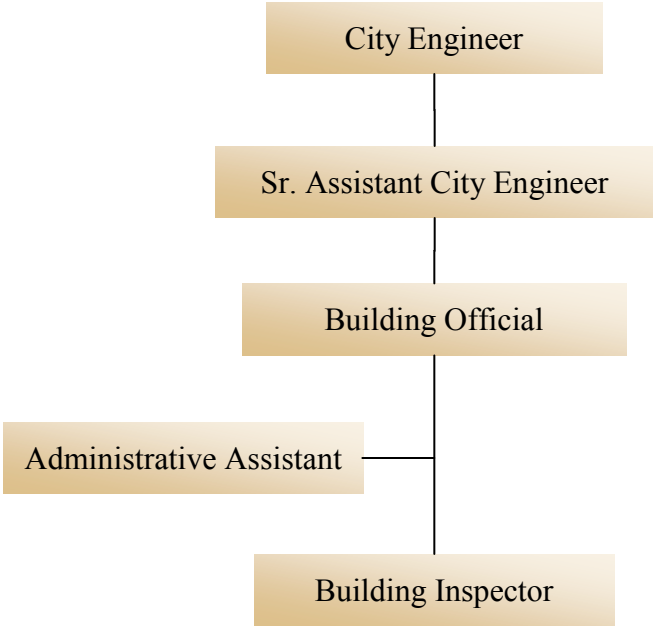 City Engineer
Sr. Assistant City Engineer
Building Official
Administrative Assistant
Building Inspector